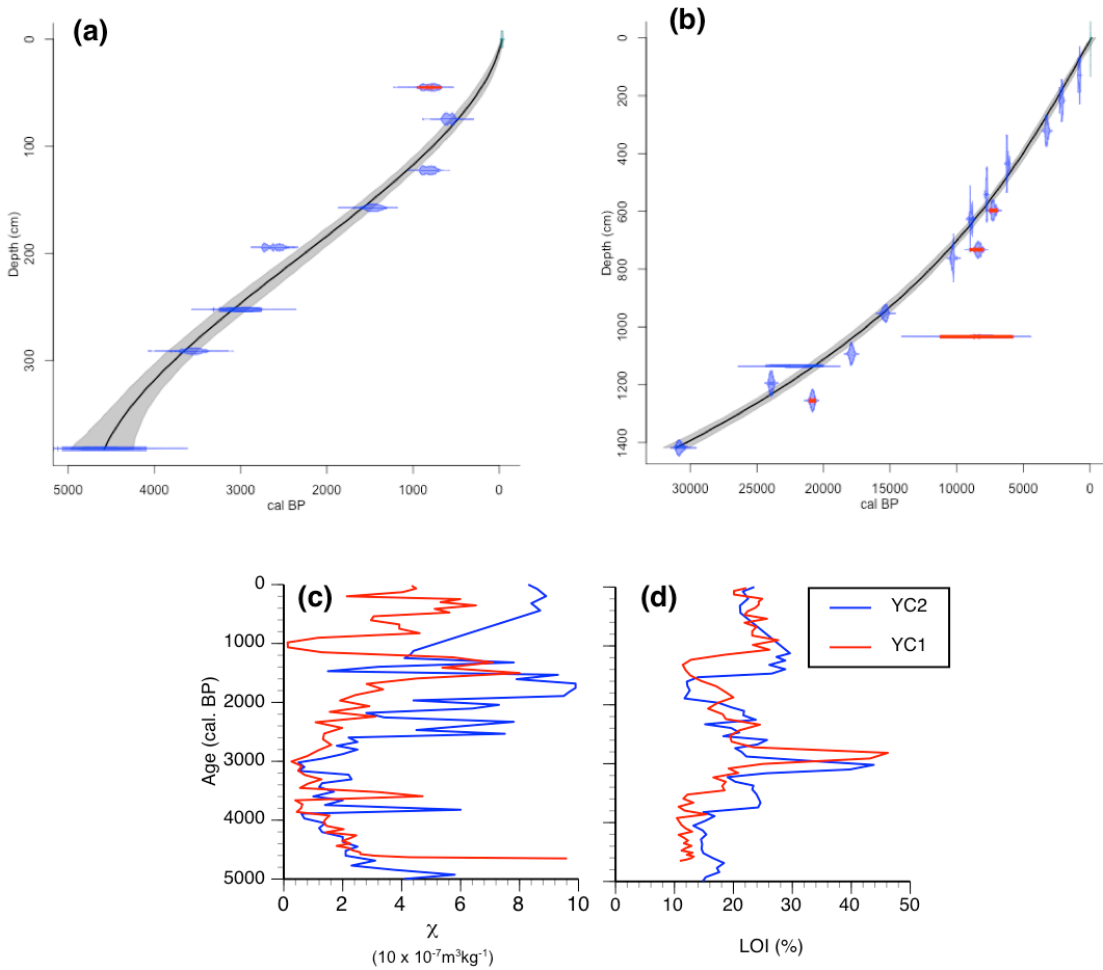 (a)
0
100
200
300
Depth (cm)
5000 4000 3000 2000 1000 0
cal BP
(b)
0
200
400
600
800
1000
1200
1400
Depth (cm)
30000 25000 20000 15000 10000 5000 0
cal BP
(c)
0
1000
2000
3000
4000
5000
Age (cal. BP)
0 2 4 6 8 10
χ
(10 x 10⁻⁷m³kg⁻¹)
(d)
YC2
YC1
0 10 20 30 40 50
LOI (%)